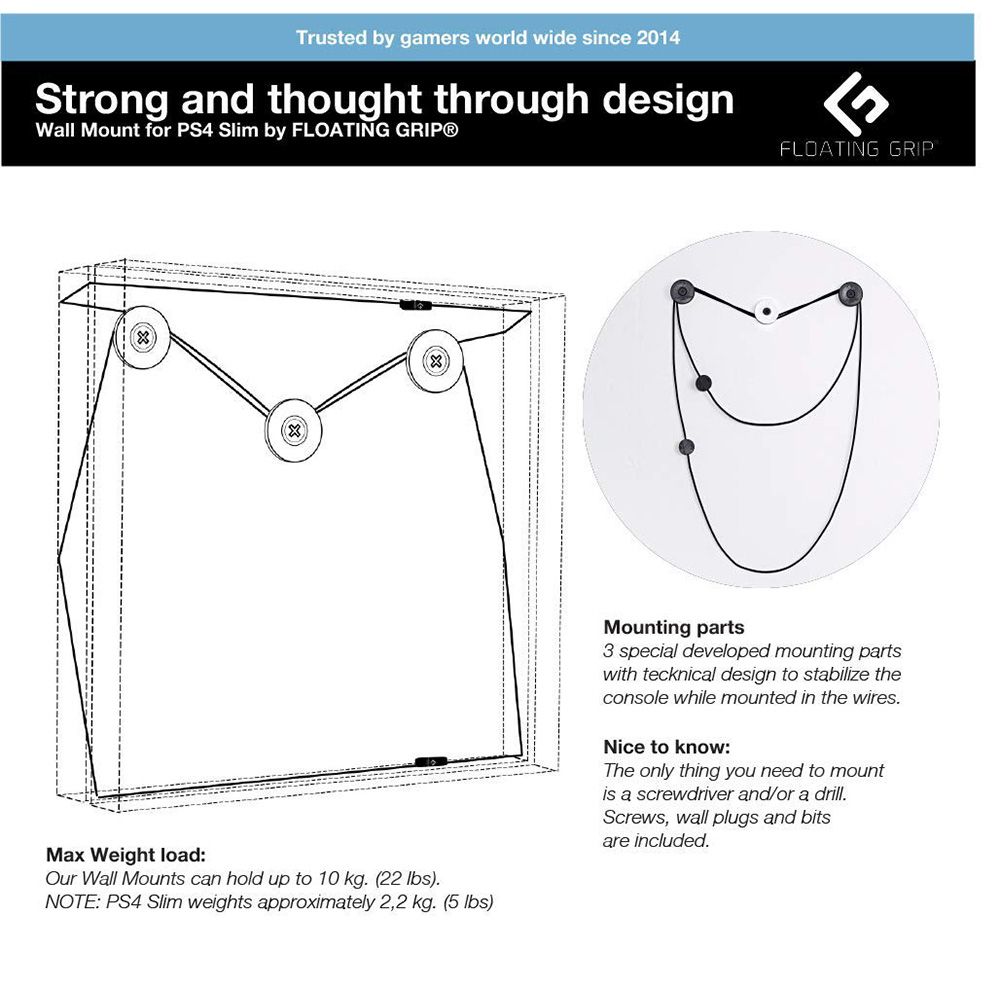 Trusted by gamers world wide since 2014
Strong and thought through design
Wall Mount for PS4 Slim by FLOATING GRIP®
FLOATING GRIP™
Mounting parts
3 special developed mounting parts
with tecknical design to stabilize the
console while mounted in the wires.
Nice to know:
The only thing you need to mount
is a screwdriver and/or a drill.
Screws, wall plugs and bits
are included.
Max Weight load:
Our Wall Mounts can hold up to 10 kg. (22 lbs).
NOTE: PS4 Slim weights approximately 2,2 kg. (5 lbs)